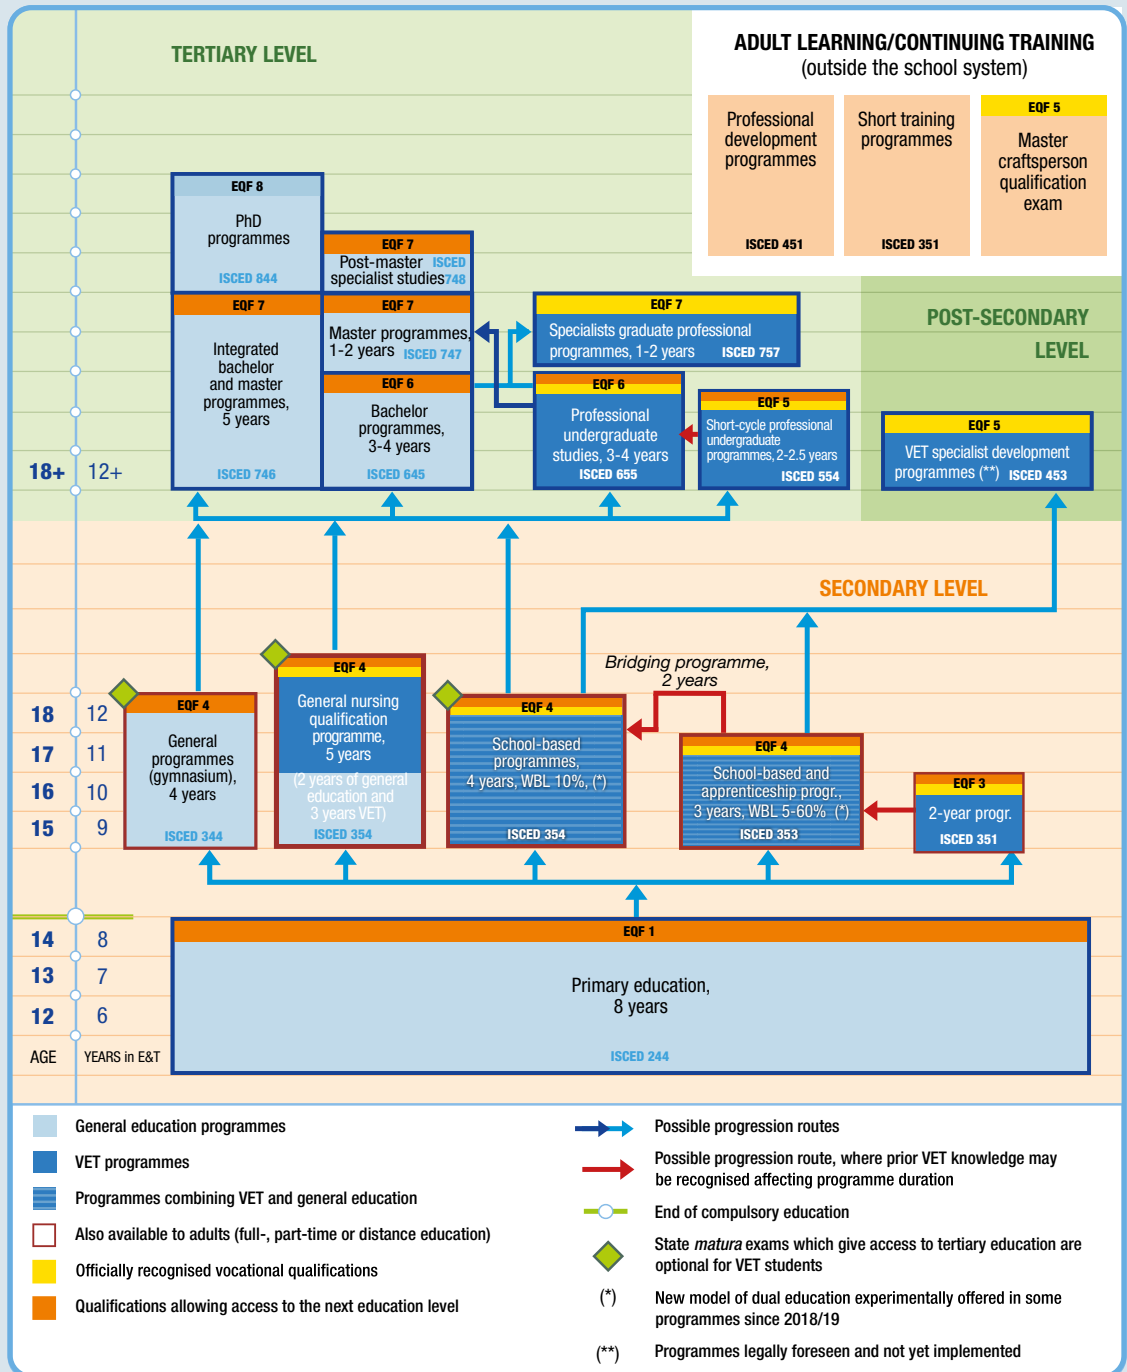 TERTIARY LEVEL
ADULT LEARNING/CONTINUING TRAINING
(outside the school system)
Professional
development
programmes
ISCED 451
Short training
programmes
ISCED 351
EQF 5
Master
craftsperson
qualification
exam
EQF 8
PhD
programmes
ISCED 844
EQF 7
Post-master ISCED
specialist studies 748
EQF 7
Integrated
bachelor
and master
programmes,
5 years
ISCED 746
EQF 7
Master programmes,
1-2 years ISCED 747
EQF 6
Bachelor
programmes,
3-4 years
ISCED 645
EQF 7
Specialists graduate professional
programmes, 1-2 years ISCED 757
EQF 6
Professional
undergraduate
studies, 3-4 years
ISCED 655
EQF 5
Short-cycle professional
undergraduate
programmes, 2-2.5 years
ISCED 554
POST-SECONDARY
LEVEL
EQF 5
VET specialist development
programmes (**) ISCED 453
18+ 12+
SECONDARY LEVEL
Bridging programme,
2 years
EQF 4
General
programmes
(gymnasium),
4 years
ISCED 344
EQF 4
General nursing
qualification
programme,
5 years
(2 years of general
education and
3 years VET)
ISCED 354
EQF 4
School-based
programmes,
4 years, WBL 10%, (*)
ISCED 354
EQF 4
School-based and
apprenticeship progr.,
3 years, WBL 5-60% (*)
ISCED 353
EQF 3
2-year progr.
ISCED 351
18 12
17 11
16 10
15 9
14 8
13 7
12 6
AGE YEARS in E&T
EQF 1
Primary education,
8 years
ISCED 244
General education programmes
VET programmes
Programmes combining VET and general education
Also available to adults (full-, part-time or distance education)
Officially recognised vocational qualifications
Qualifications allowing access to the next education level
Possible progression routes
Possible progression route, where prior VET knowledge may
be recognised affecting programme duration
End of compulsory education
State matura exams which give access to tertiary education are
optional for VET students
(*) New model of dual education experimentally offered in some
programmes since 2018/19
(**) Programmes legally foreseen and not yet implemented